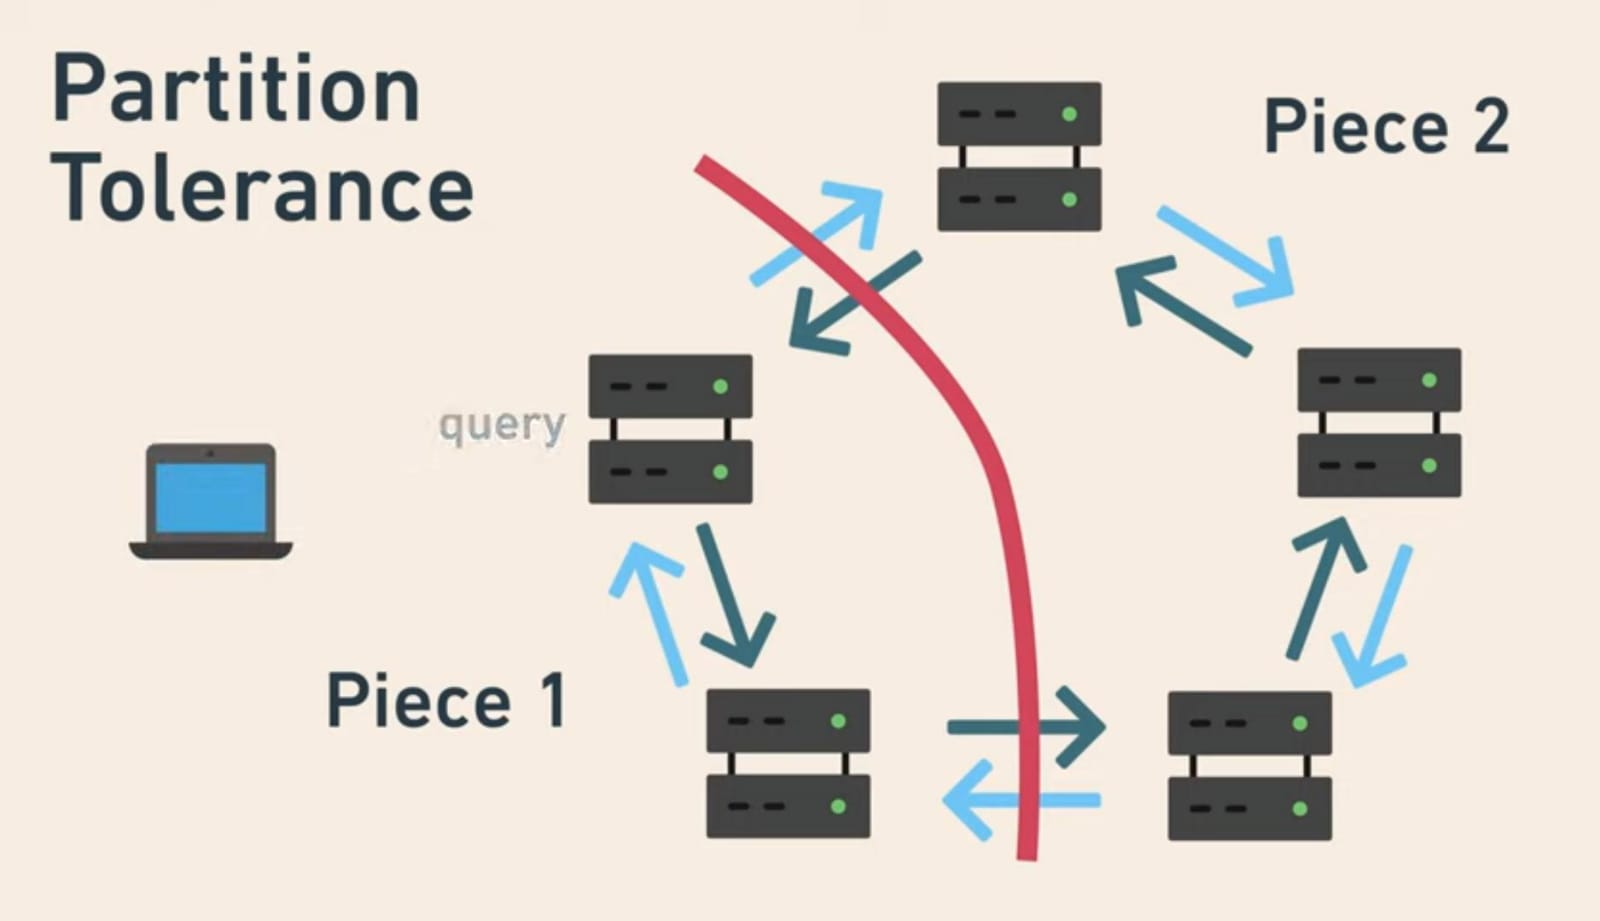 Partition
Tolerance
Piece 2
query
Piece 1